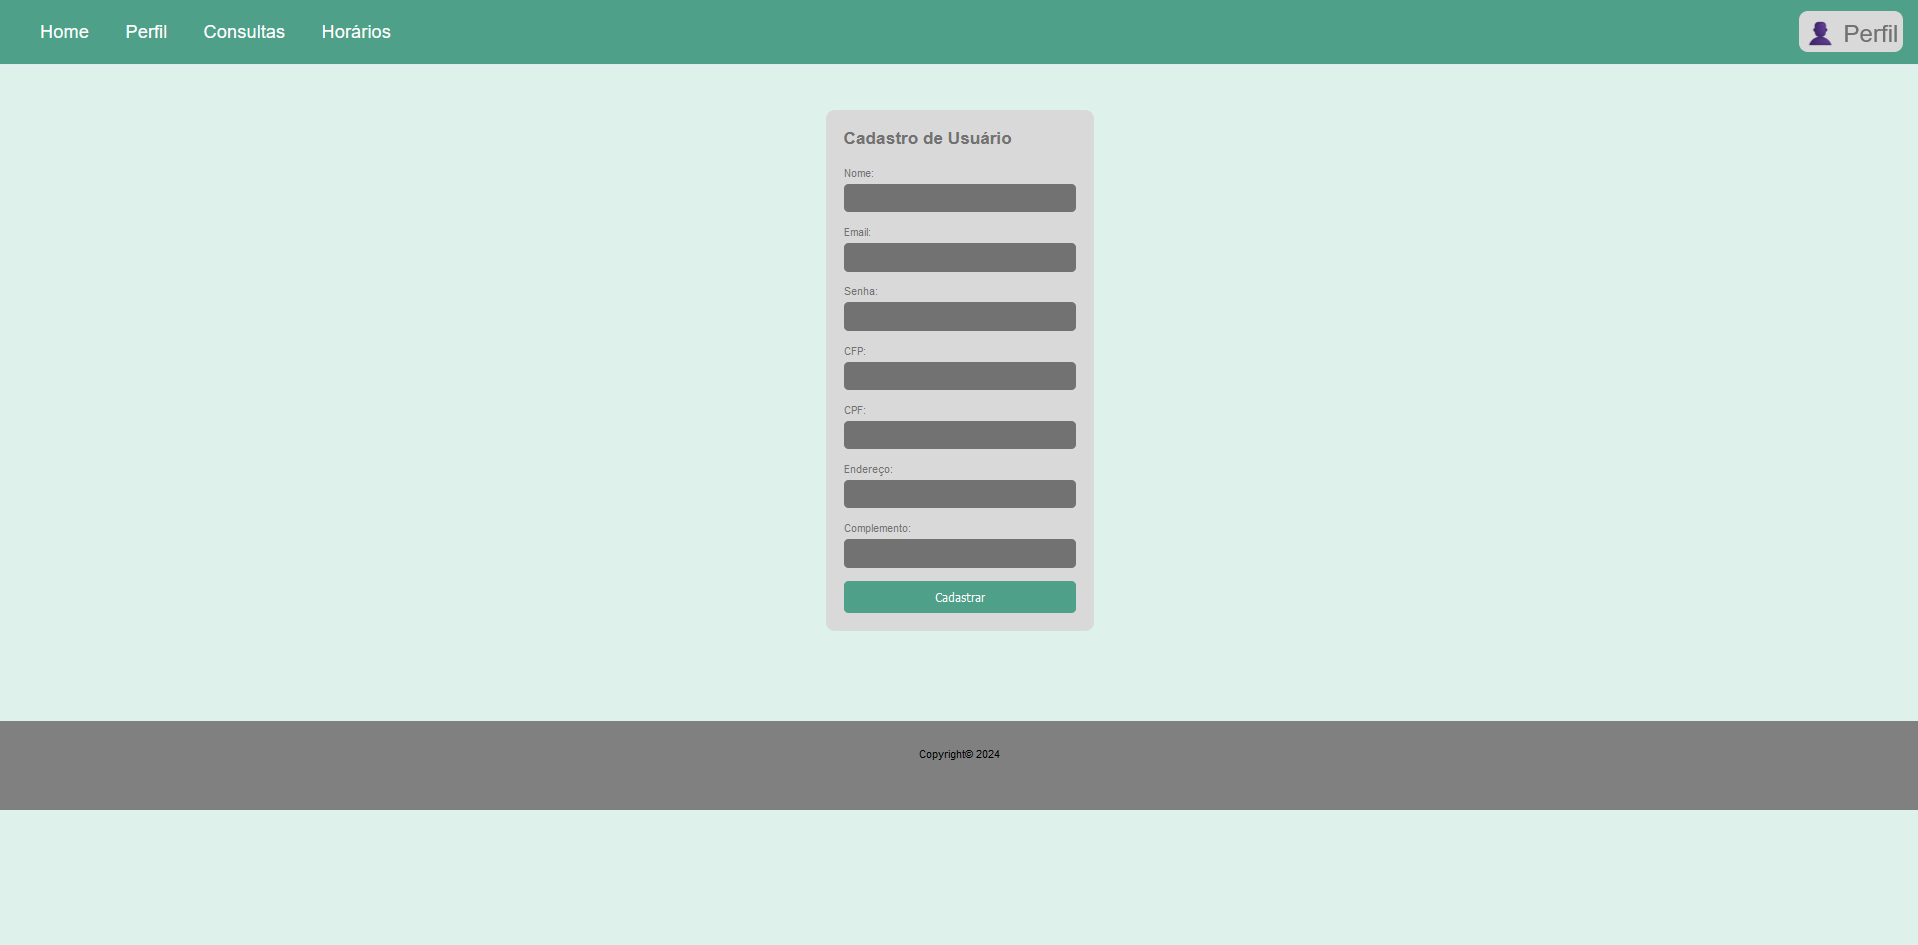 Home Perfil Consultas Horários Perfil
Cadastro de Usuário
Nome:
Email:
Senha:
CFP:
CPF:
Endereço:
Complemento:
Cadastrar
Copyright© 2024